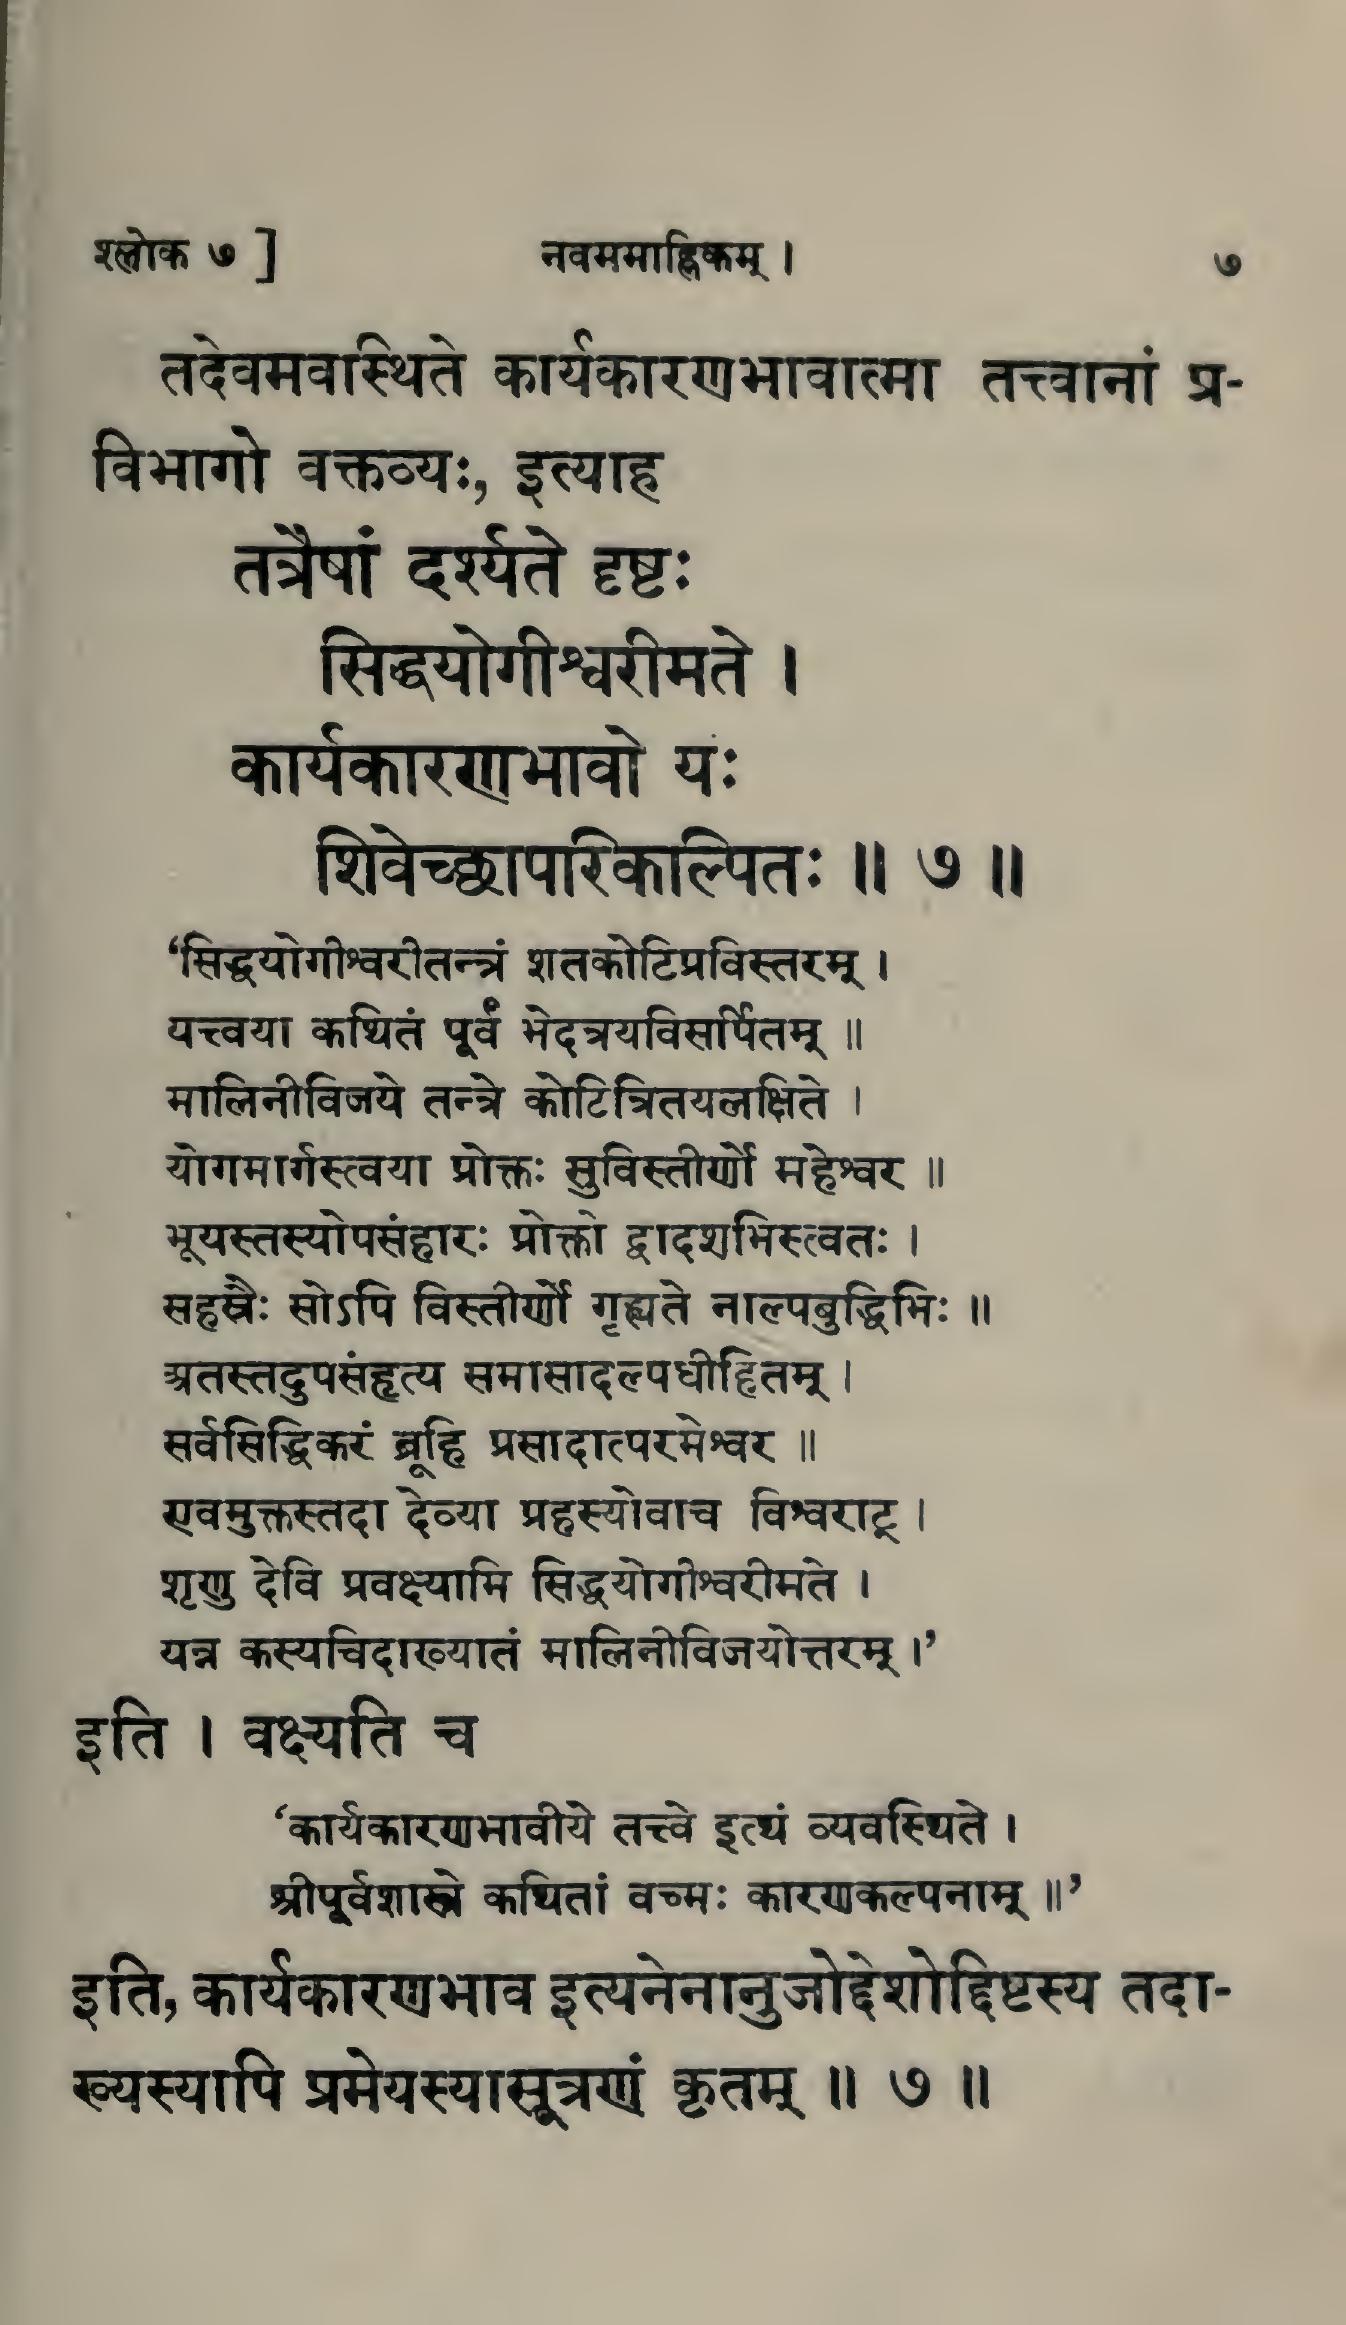 श्लोक ७ ] नवममाह्निकम् । ७
तदेवमवस्थिते कार्यकारणभावात्मा तत्त्वानां प्र-
विभागो वक्तव्यः, इत्याह
तत्रैषां दर्श्यते दृष्टः
सिद्धयोगीश्वरीमते ।
कार्यकारणभावो यः
शिवेच्छापरिकल्पितः ॥ ७ ॥
‘सिद्धयोगीश्वरीतन्त्रं शतकोटिप्रविस्तरम् ।
यत्त्वया कथितं पूर्वं भेदत्रयविसर्पितम् ॥
मालिनीविजये तन्त्रे कोटित्रितयलक्षिते ।
योगमार्गस्त्वया प्रोक्तः सुविस्तीर्णो महेश्वर ॥
भूयस्तस्योपसंहारः प्रोक्तो द्वादशभिस्त्वतः ।
सहस्रैः सोऽपि विस्तीर्णो गृह्यते नाल्पबुद्धिभिः ॥
अतस्तदुपसंहृत्य समासादल्पधीहितम् ।
सर्वसिद्धिकरं ब्रूहि प्रसादात्परमेश्वर ॥
एवमुक्तस्तदा देव्या प्रहस्योवाच विश्वराट् ।
शृणु देवि प्रवक्ष्यामि सिद्धयोगीश्वरीमते ।
यन्न कस्यचिदाख्यातं मालिनीविजयोत्तरम् ।’
इति । वक्ष्यति च
‘कार्यकारणभावीये तत्त्वे इत्थं व्यवस्थिते ।
श्रीपूर्वशास्त्रे कथितां वच्मः कारणकल्पनाम् ॥’
इति, कार्यकारणभाव इत्यनेनानुजोद्देशोद्दिष्टस्य तदा-
ख्यस्यापि प्रमेयस्यासूत्रणं कृतम् ॥ ७ ॥